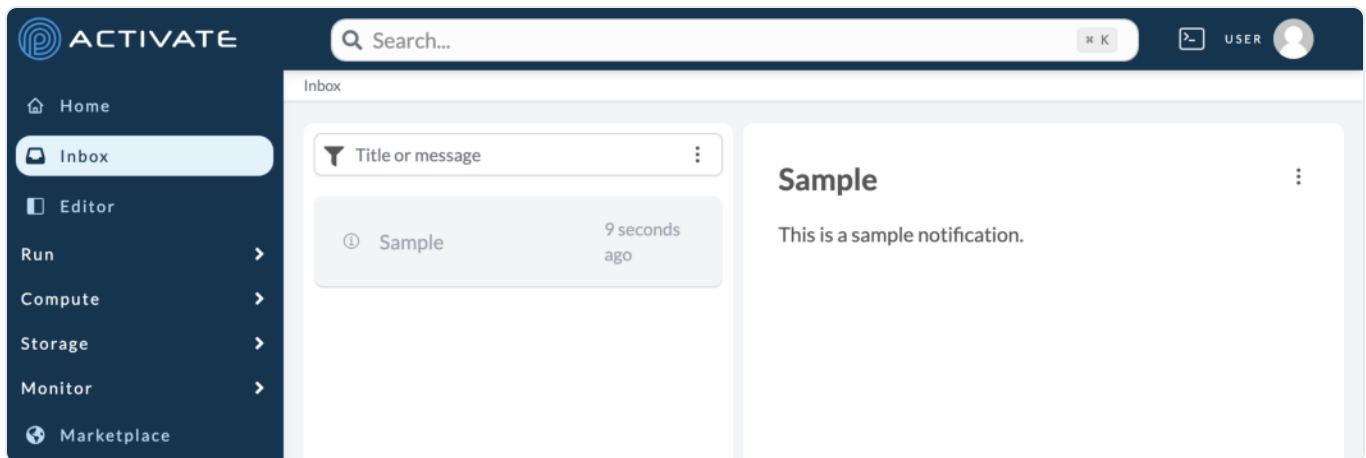 ACTIVATE
Search...
⌘ K
USER
Home
Inbox
Editor
Run
Compute
Storage
Monitor
Marketplace
Inbox
Title or message
Sample
9 seconds
ago
Sample
This is a sample notification.